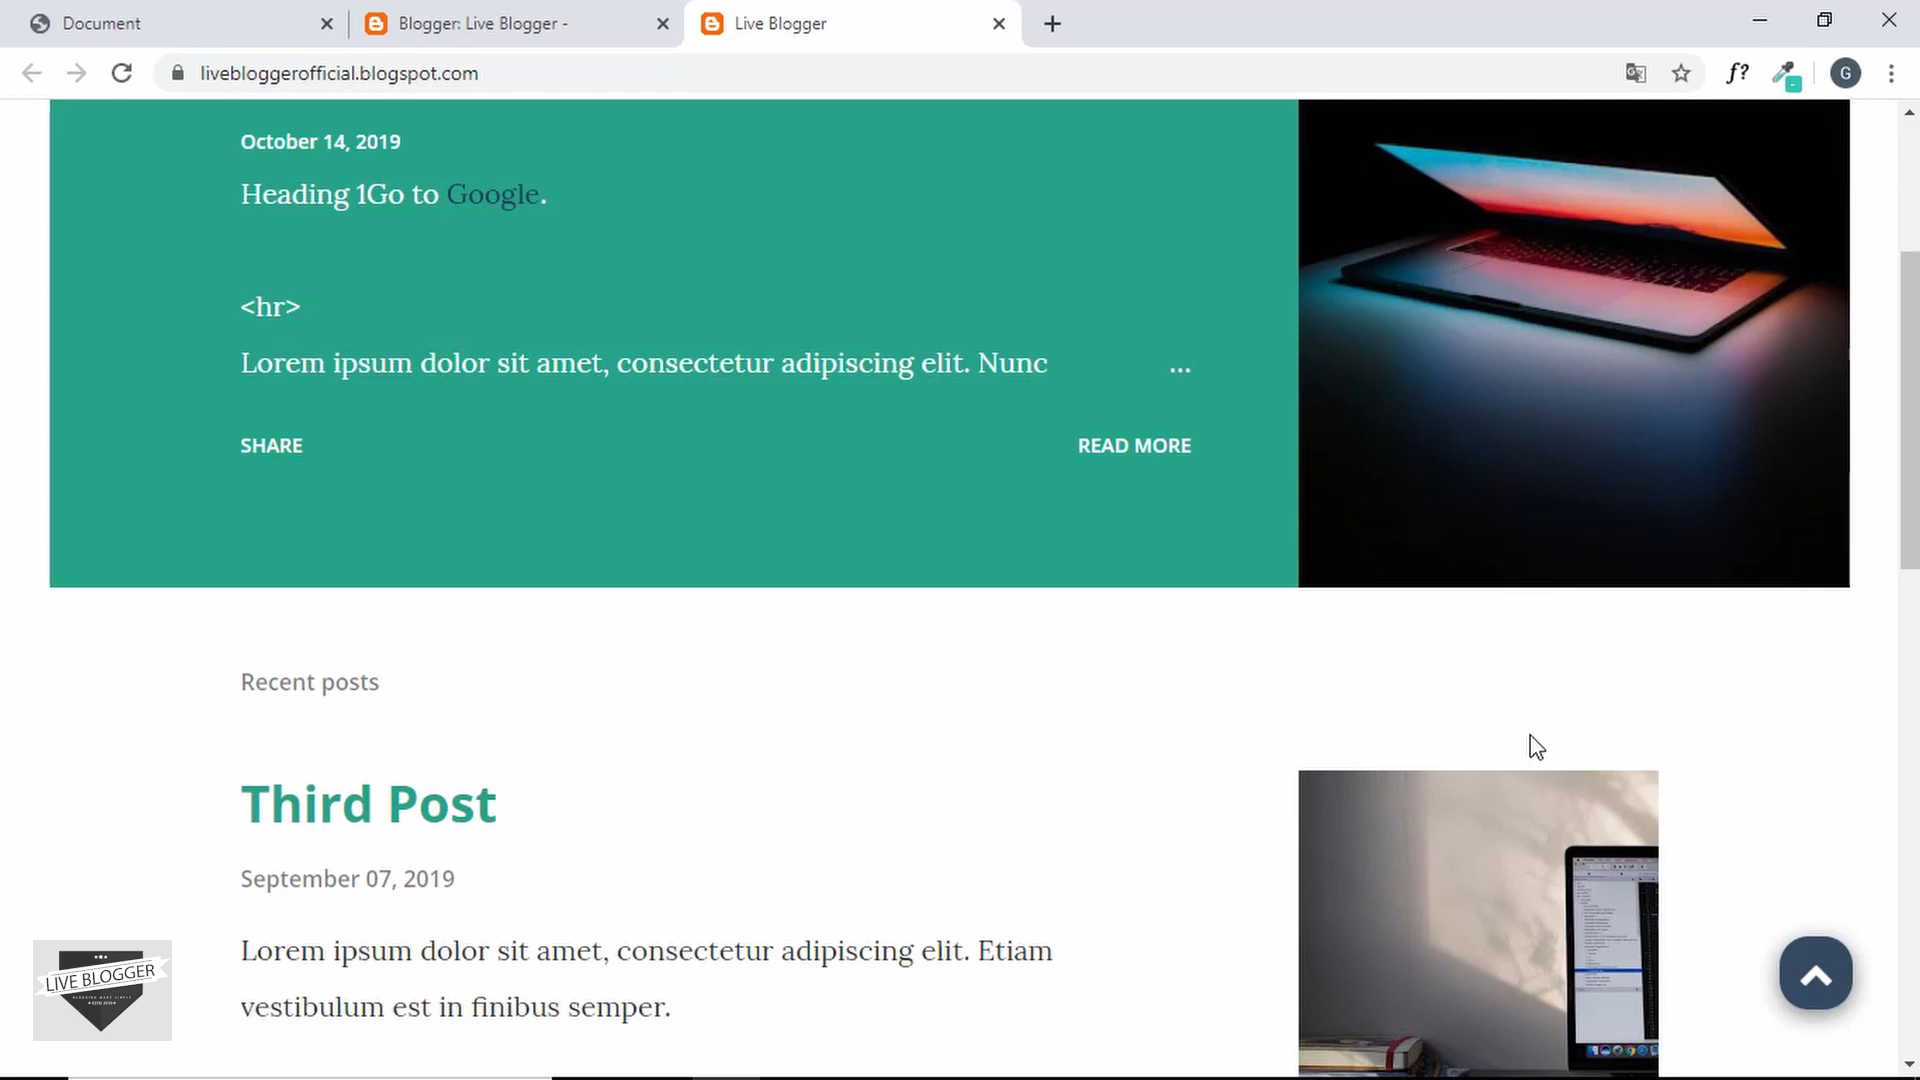 Document
Blogger: Live Blogger -
Live Blogger
livebloggerofficial.blogspot.com
f?
G
October 14, 2019
Heading 1Go to Google.
<hr>
Lorem ipsum dolor sit amet, consectetur adipiscing elit. Nunc ...
SHARE
READ MORE
Recent posts
Third Post
September 07, 2019
Lorem ipsum dolor sit amet, consectetur adipiscing elit. Etiam
vestibulum est in finibus semper.
LIVE BLOGGER